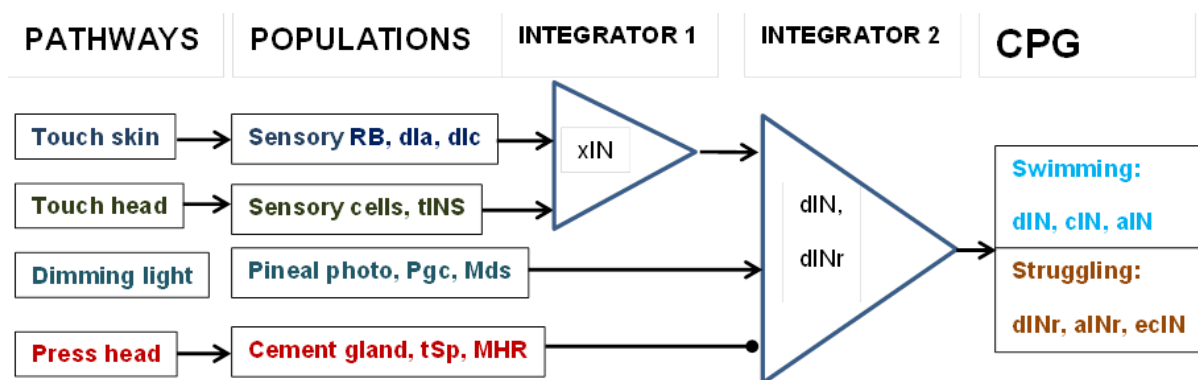 PATHWAYS POPULATIONS INTEGRATOR 1 INTEGRATOR 2 CPG
Touch skin
Sensory RB, dla, dlc
xIN
Touch head
Sensory cells, tINS
Dimming light
Pineal photo, Pgc, Mds
Press head
Cement gland, tSp, MHR
dIN,
dINr
Swimming:
dIN, cIN, aIN
Struggling:
dINr, aINr, ecIN